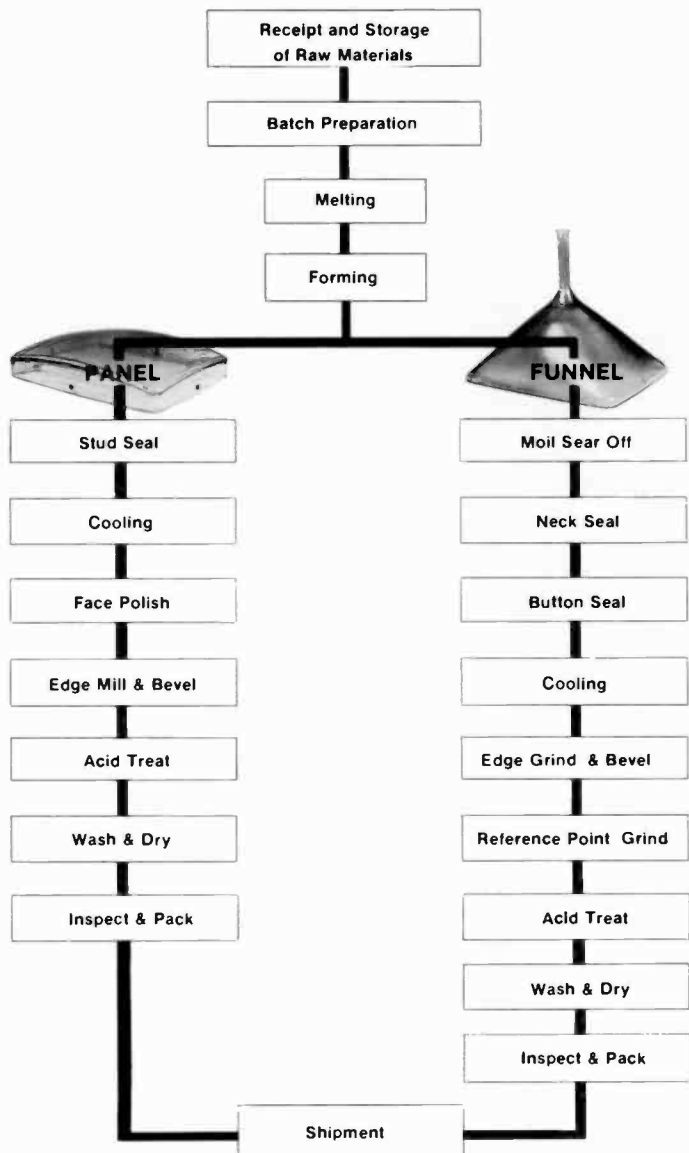 Receipt and Storage
of Raw Materials
Batch Preparation
Melting
Forming
PANEL
Stud Seal
Cooling
Face Polish
Edge Mill & Bevel
Acid Treat
Wash & Dry
Inspect & Pack
FUNNEL
Moil Sear Off
Neck Seal
Button Seal
Cooling
Edge Grind & Bevel
Reference Point Grind
Acid Treat
Wash & Dry
Inspect & Pack
Shipment